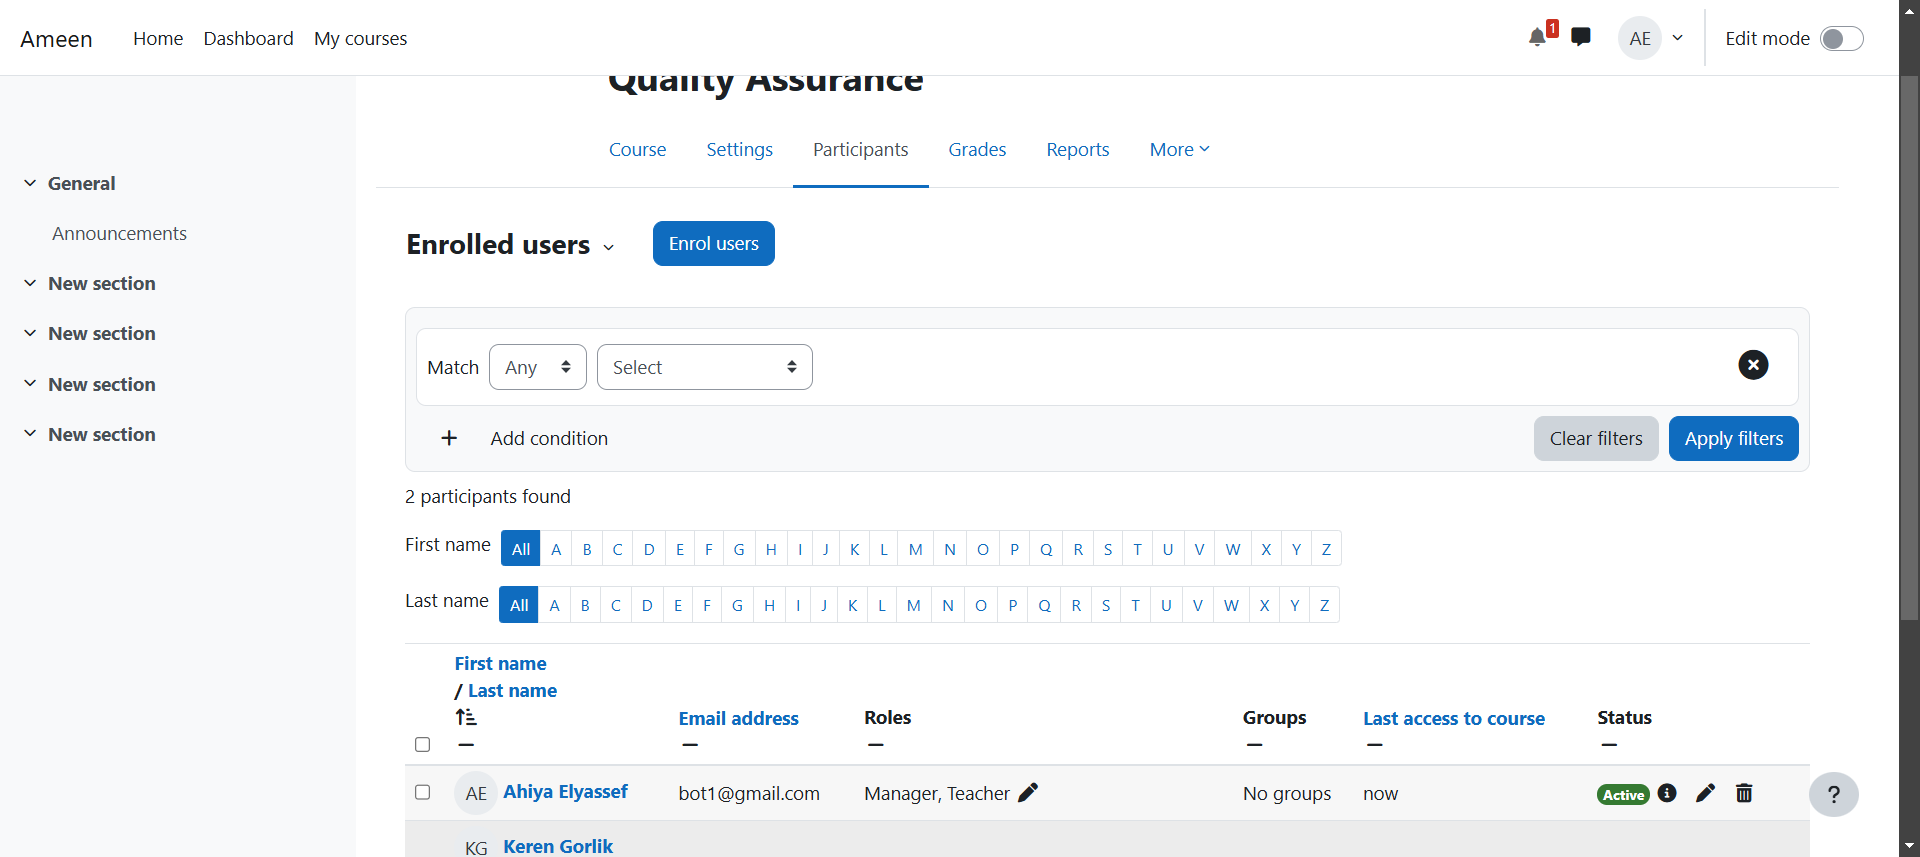 Ameen
Home Dashboard My courses
1
AE
Edit mode
Quality Assurance
Course Settings Participants Grades Reports More
General
Announcements
New section
New section
New section
New section
Enrolled users
Enrol users
Match Any Select
Add condition
Clear filters Apply filters
2 participants found
First name All A B C D E F G H I J K L M N O P Q R S T U V W X Y Z
Last name All A B C D E F G H I J K L M N O P Q R S T U V W X Y Z
First name
/ Last name
Email address Roles Groups Last access to course Status
AE Ahiya Elyassef bot1@gmail.com Manager, Teacher No groups now Active
?
KG Keren Gorlik